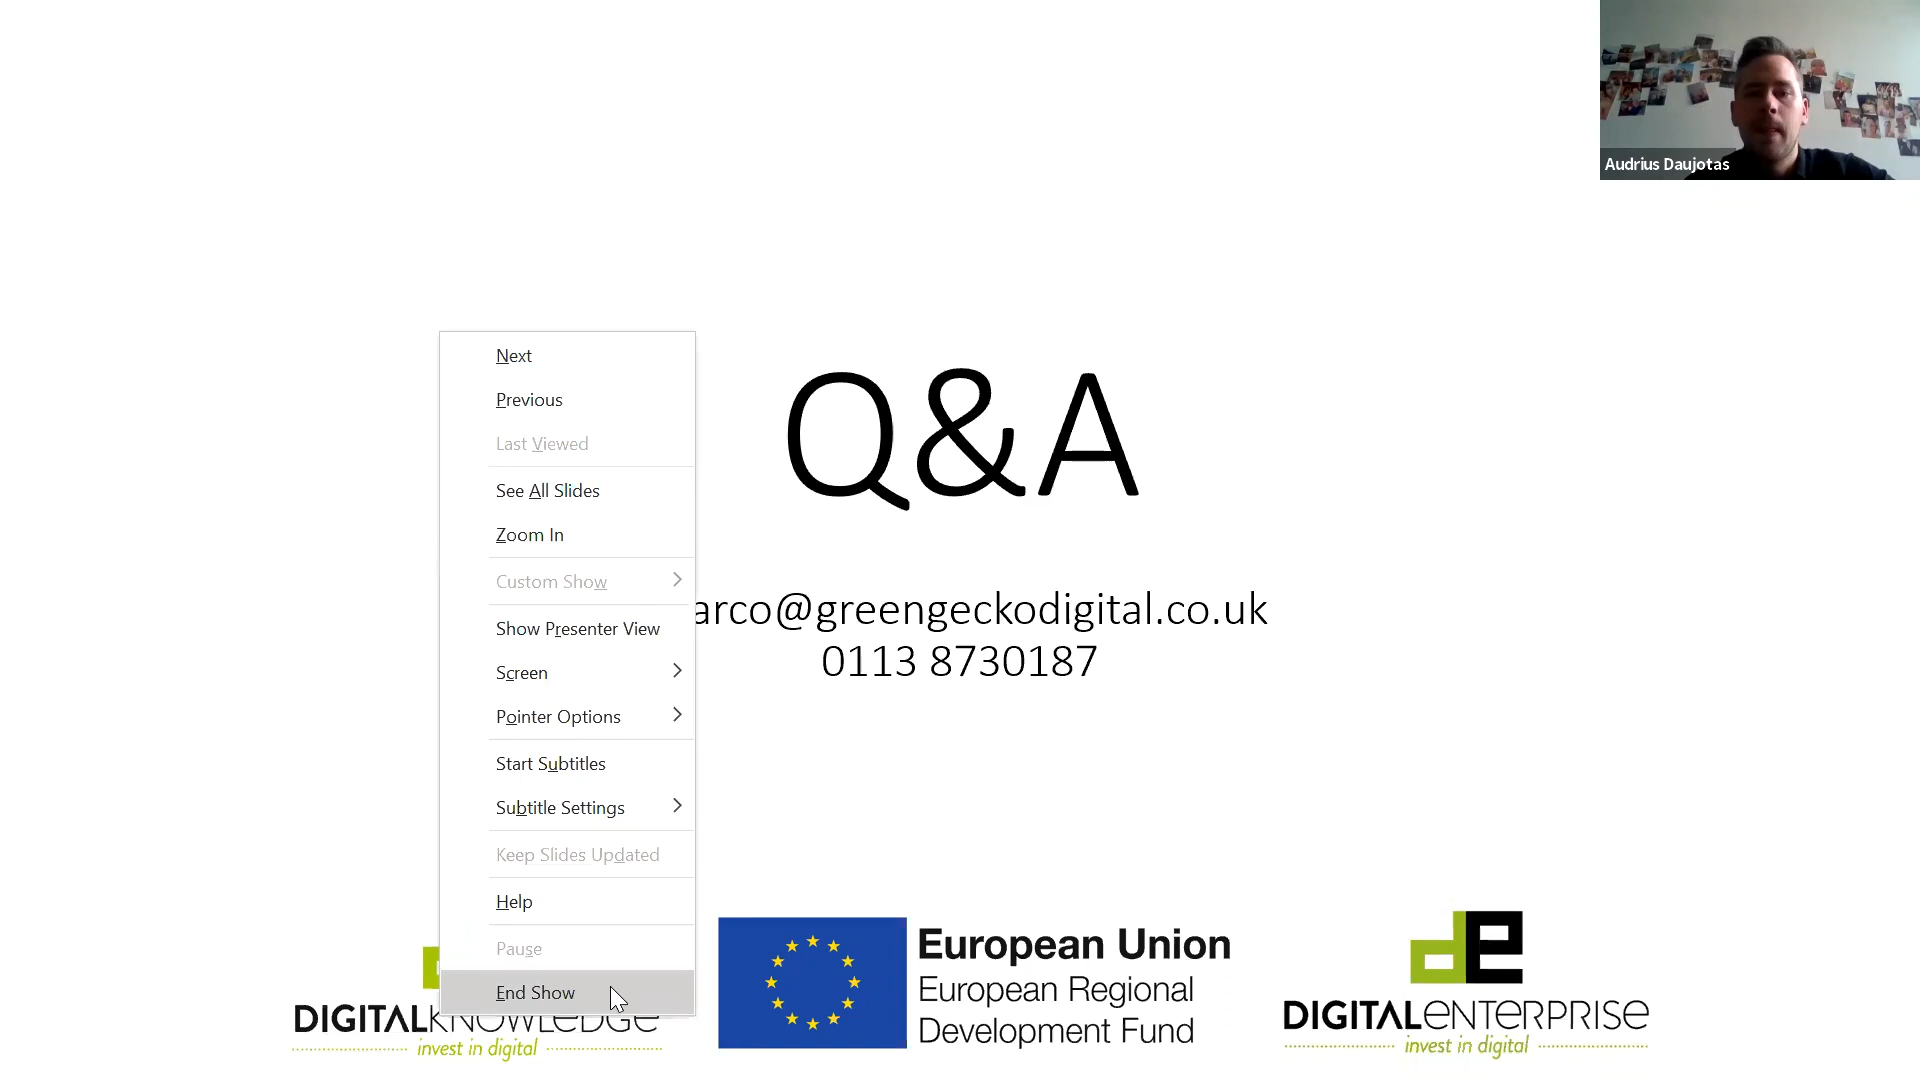 Audrius Daujotas
Next
Previous
Last Viewed
See All Slides
Zoom In
Custom Show
Show Presenter View
Screen
Pointer Options
Start Subtitles
Subtitle Settings
Keep Slides Updated
Help
Pause
End Show
Q&A
arco@greengeckodigital.co.uk
0113 8730187
DIGITALKNOWLEDGE
invest in digital
European Union
European Regional
Development Fund
de
DIGITALENTERPRISE
invest in digital